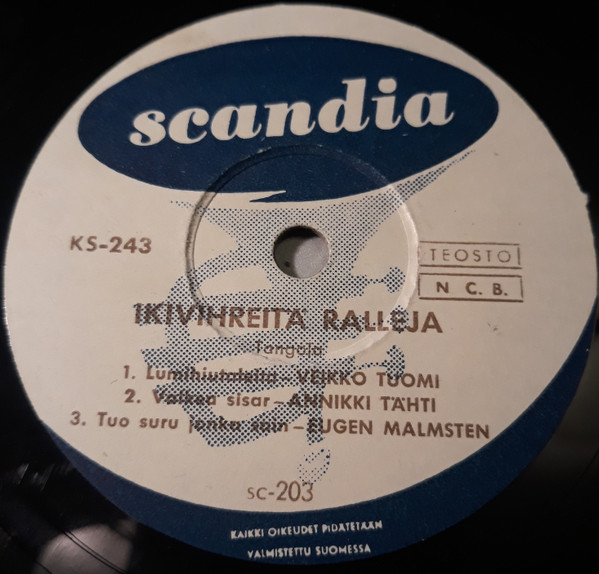 scandia
KS-243
TEOSTO
N C. B.
IKIVIHREITÄ RALLEJA
Tangoja
1. Lumihiutaleita - VEIKKO TUOMI
2. Valkea sisar - ANNIKKI TÄHTI
3. Tuo suru jonka sain - EUGEN MALMSTEN
SC-203
KAIKKI OIKEUDET PIDÄTETÄÄN
VALMISTETTU SUOMESSA